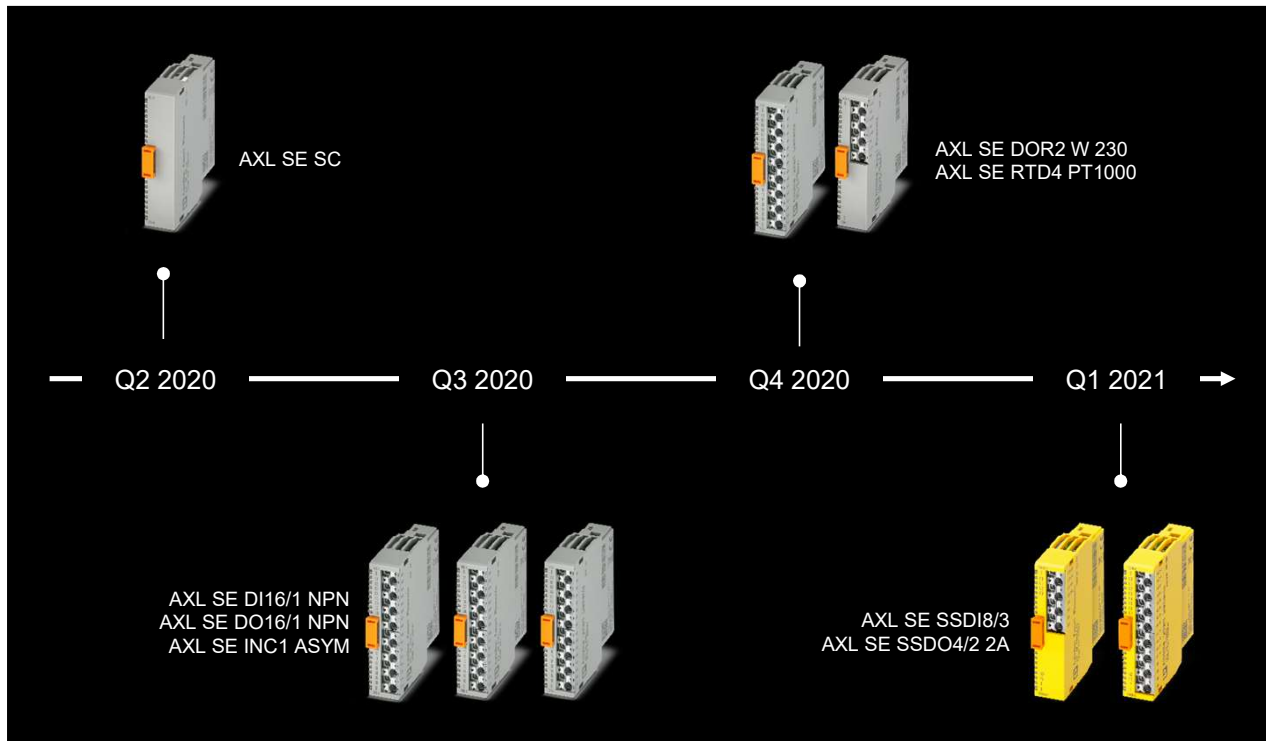 AXL SE SC
AXL SE DOR2 W 230
AXL SE RTD4 PT1000
Q2 2020
Q3 2020
Q4 2020
Q1 2021
AXL SE DI16/1 NPN
AXL SE DO16/1 NPN
AXL SE INC1 ASYM
AXL SE SSDI8/3
AXL SE SSDO4/2 2A